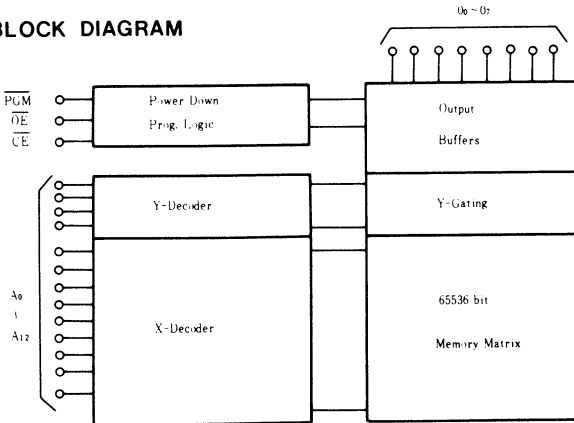 BLOCK DIAGRAM
O₀~O₇
PGM
OE
CE
Power Down
Prog. Logic
Output
Buffers
Y-Decoder
Y-Gating
A₀
~
A₁₂
X-Decoder
65536 bit
Memory Matrix